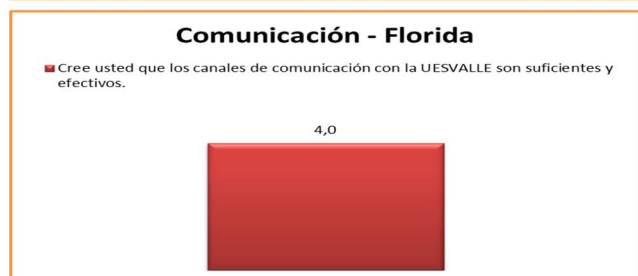 Comunicación - Florida
Cree usted que los canales de comunicación con la UESVALLE son suficientes y
efectivos.
4,0